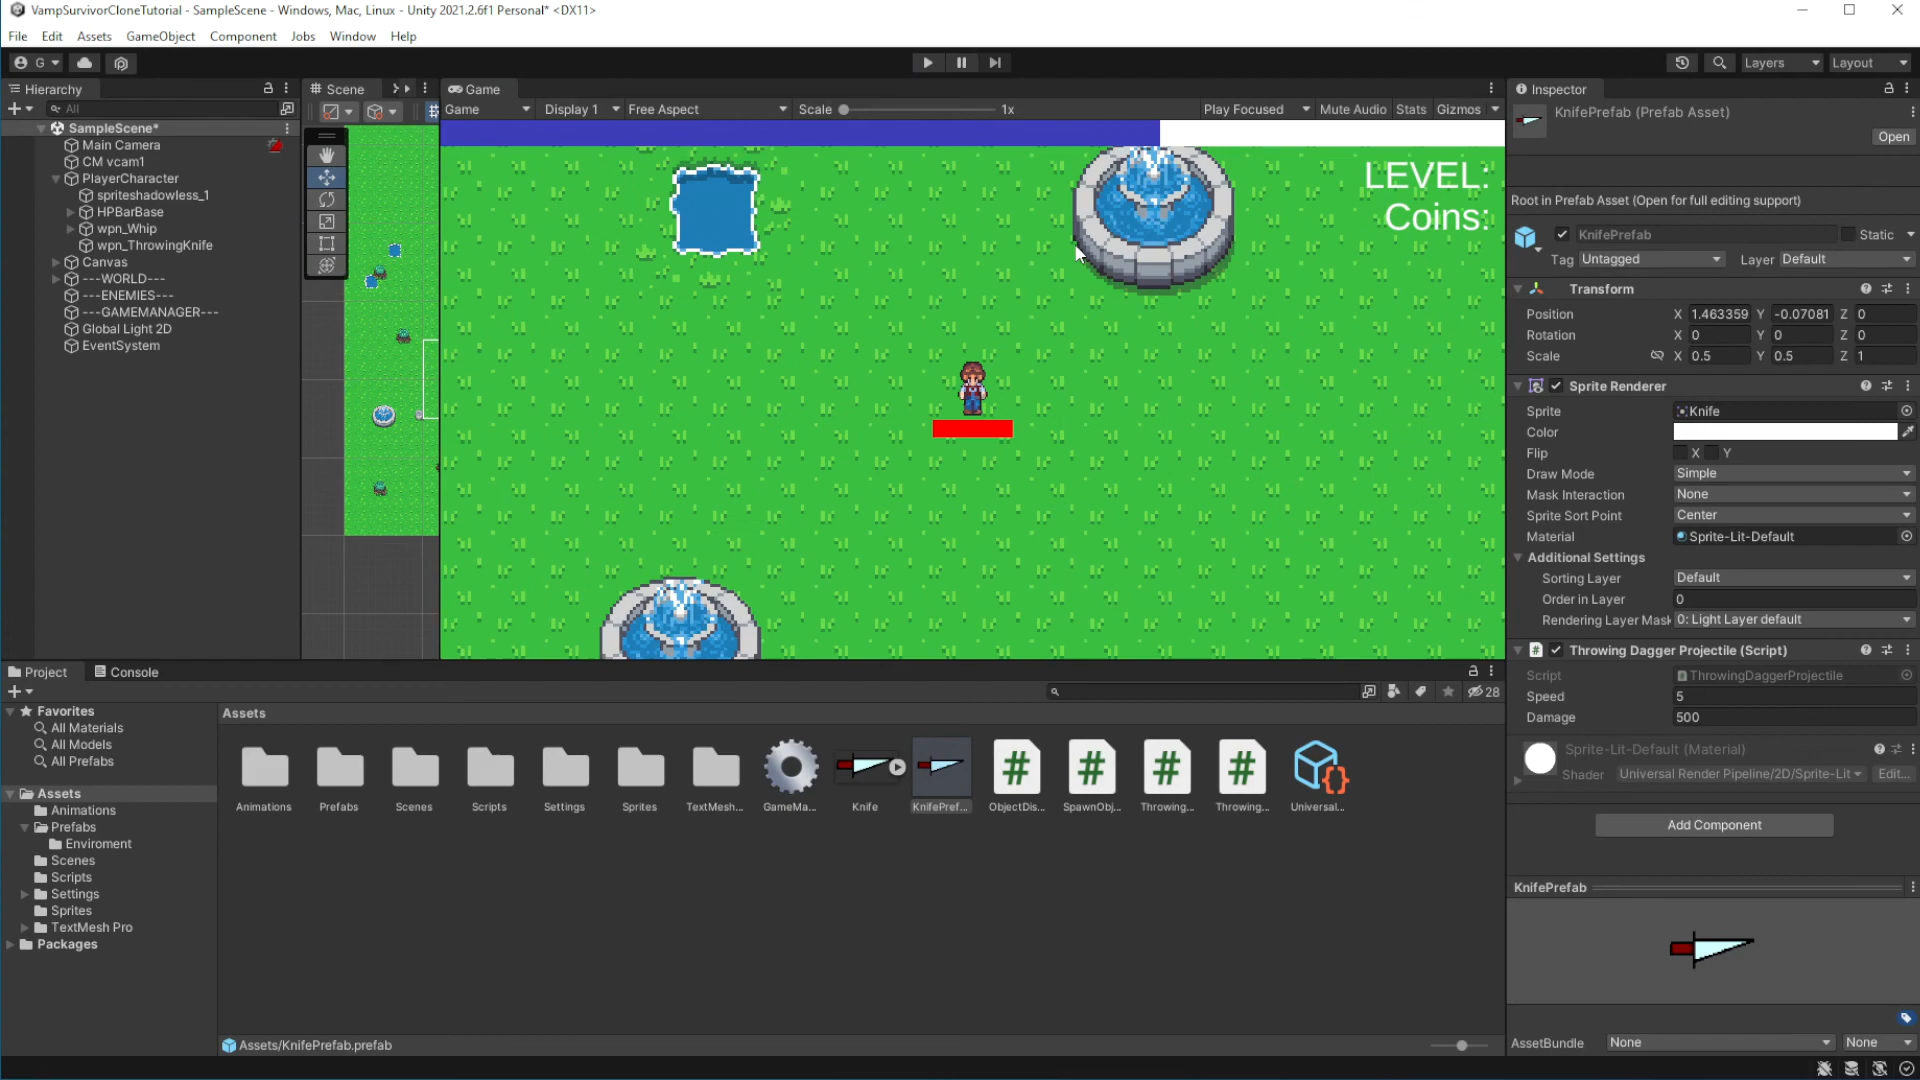 VampSurvivorCloneTutorial - SampleScene - Windows, Mac, Linux - Unity 2021.2.6f1 Personal* <DX11>
File Edit Assets GameObject Component Jobs Window Help
G Layers Layout
Hierarchy
All
SampleScene*
Main Camera
CM vcam1
PlayerCharacter
spriteshadowless_1
HPBarBase
wpn_Whip
wpn_ThrowingKnife
Canvas
---WORLD---
---ENEMIES---
---GAMEMANAGER---
Global Light 2D
EventSystem
Scene
Game
Game Display 1 Free Aspect Scale 1x Play Focused Mute Audio Stats Gizmos
LEVEL:
Coins:
Inspector
KnifePrefab (Prefab Asset)
Open
Root in Prefab Asset (Open for full editing support)
KnifePrefab Static
Tag Untagged Layer Default
Transform
Position X 1.463359 Y -0.07081 Z 0
Rotation X 0 Y 0 Z 0
Scale X 0.5 Y 0.5 Z 1
Sprite Renderer
Sprite Knife
Color
Flip X Y
Draw Mode Simple
Mask Interaction None
Sprite Sort Point Center
Material Sprite-Lit-Default
Additional Settings
Sorting Layer Default
Order in Layer 0
Rendering Layer Mask 0: Light Layer default
# Throwing Dagger Projectile (Script)
Script ThrowingDaggerProjectile
Speed 5
Damage 500
Sprite-Lit-Default (Material)
Shader Universal Render Pipeline/2D/Sprite-Lit Edit...
Add Component
KnifePrefab
AssetBundle None None
Project Console
28
Favorites
All Materials
All Models
All Prefabs
Assets
Animations
Prefabs
Enviroment
Scenes
Scripts
Settings
Sprites
TextMesh Pro
Packages
Assets
Animations Prefabs Scenes Scripts Settings Sprites TextMesh... GameMa... Knife KnifePref... ObjectDis... SpawnObj... Throwing... Throwing... Universal...
Assets/KnifePrefab.prefab